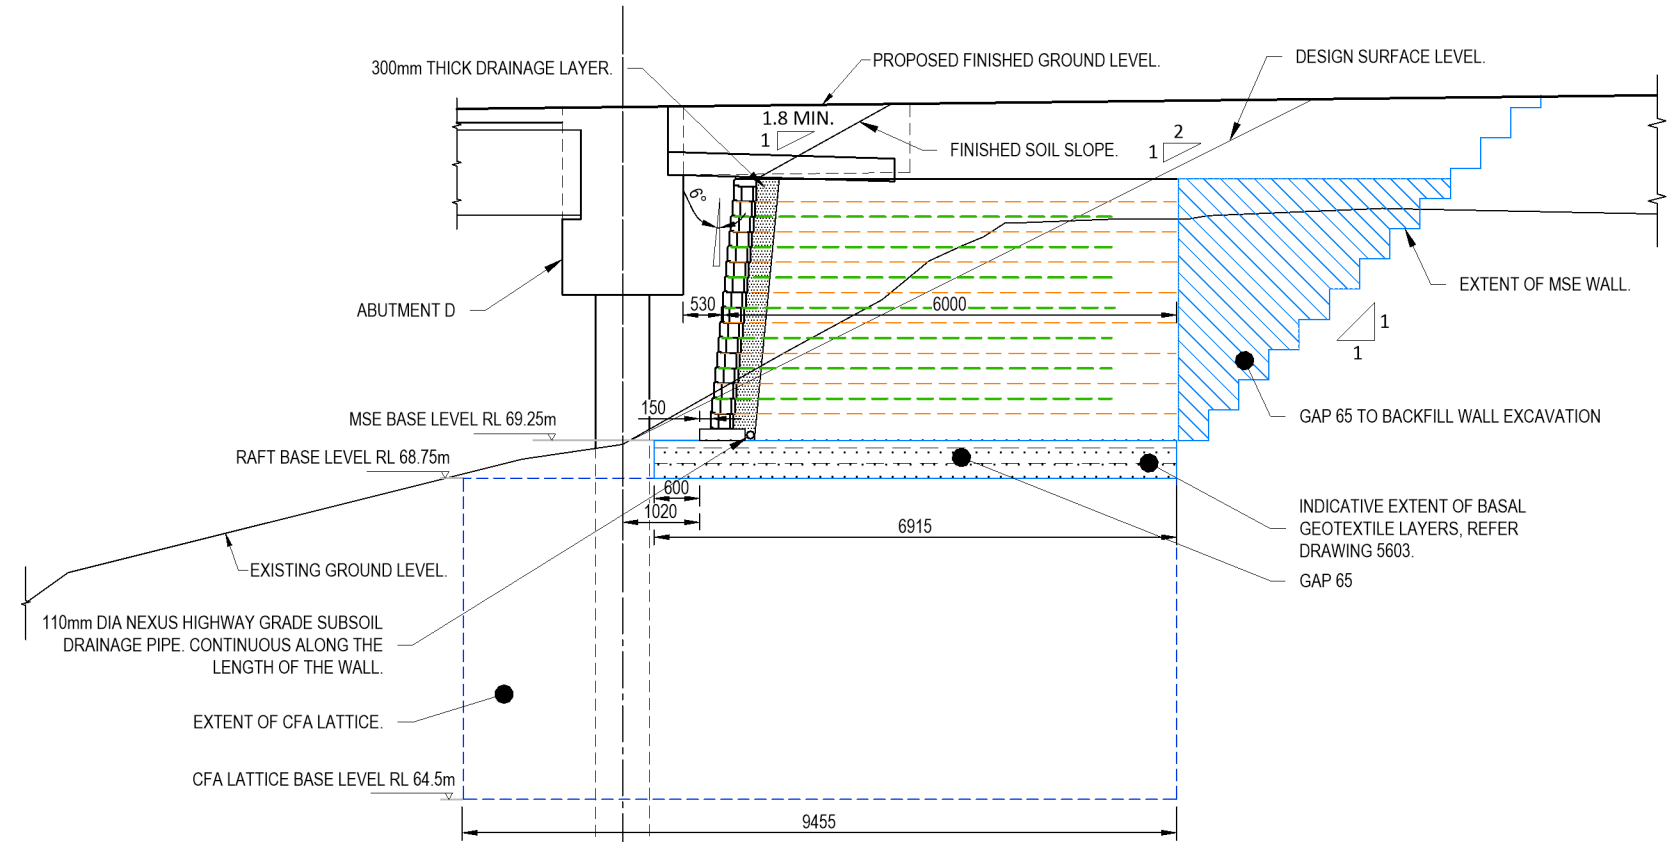 PROPOSED FINISHED GROUND LEVEL.
DESIGN SURFACE LEVEL.
300mm THICK DRAINAGE LAYER.
1.8 MIN.
1
2
1
FINISHED SOIL SLOPE.
6°
EXTENT OF MSE WALL.
ABUTMENT D
530
6000
1
1
150
MSE BASE LEVEL RL 69.25m
GAP 65 TO BACKFILL WALL EXCAVATION
RAFT BASE LEVEL RL 68.75m
600
1020
6915
INDICATIVE EXTENT OF BASAL
GEOTEXTILE LAYERS, REFER
DRAWING 5603.
GAP 65
EXISTING GROUND LEVEL.
110mm DIA NEXUS HIGHWAY GRADE SUBSOIL
DRAINAGE PIPE. CONTINUOUS ALONG THE
LENGTH OF THE WALL.
EXTENT OF CFA LATTICE.
CFA LATTICE BASE LEVEL RL 64.5m
9455